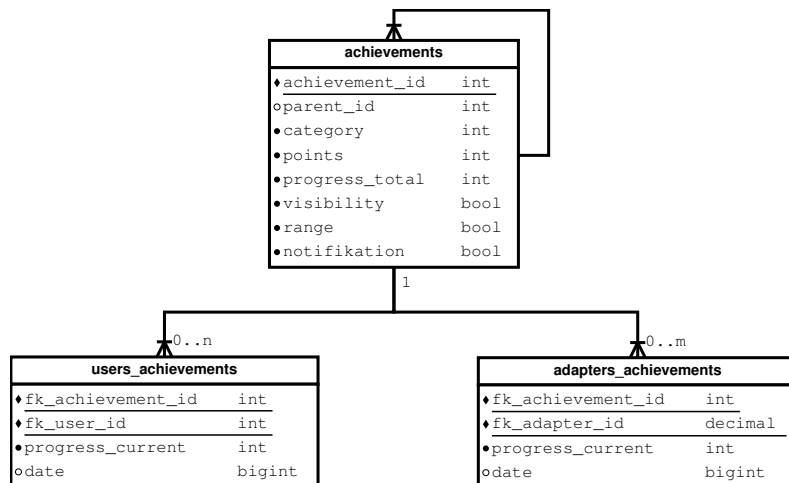 achievements
achievement_id int
parent_id int
category int
points int
progress_total int
visibility bool
range bool
notifikation bool
1
0..n
0..m
users_achievements
fk_achievement_id int
fk_user_id int
progress_current int
date bigint
adapters_achievements
fk_achievement_id int
fk_adapter_id decimal
progress_current int
date bigint